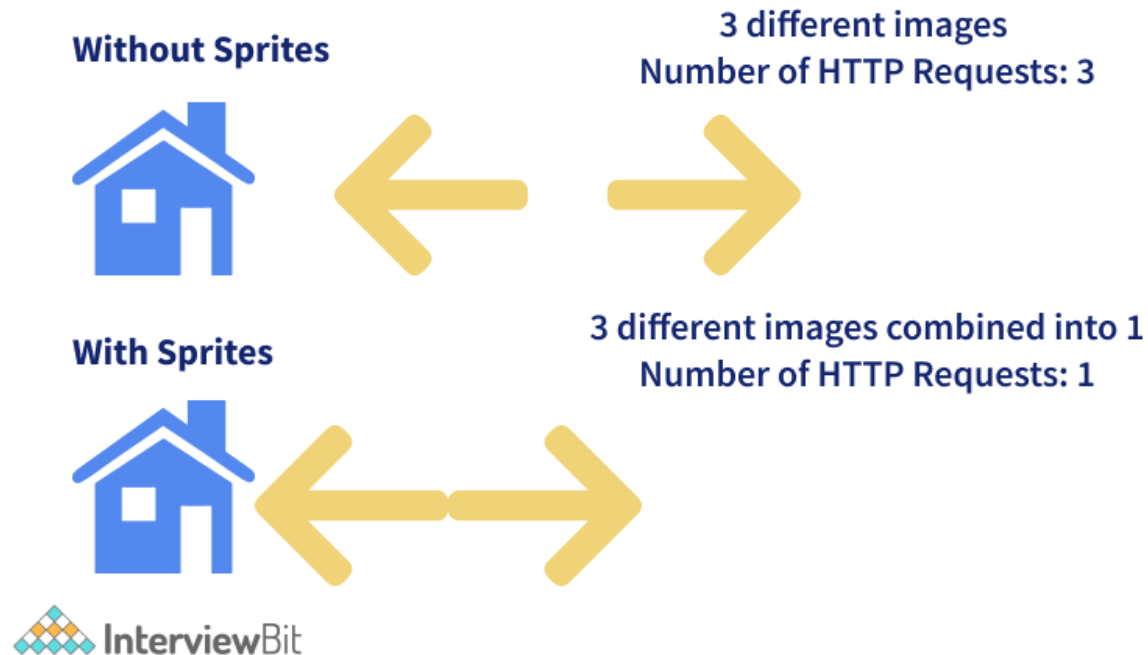 Without Sprites
3 different images
Number of HTTP Requests: 3
With Sprites
3 different images combined into 1
Number of HTTP Requests: 1
InterviewBit